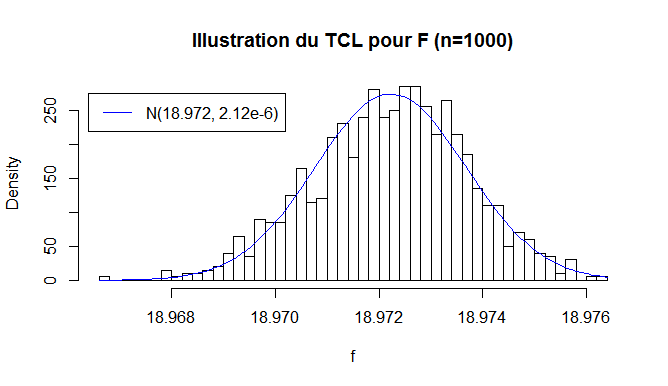 Illustration du TCL pour F (n=1000)
N(18.972, 2.12e-6)
Density
250
150
50
0
18.968 18.970 18.972 18.974 18.976
f